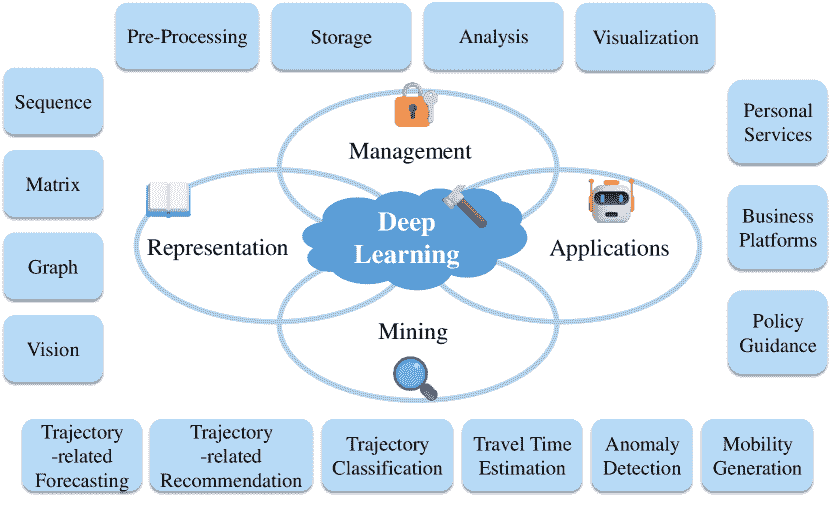 Pre-Processing
Storage
Analysis
Visualization
Sequence
Matrix
Graph
Vision
Management
Representation
Deep
Learning
Applications
Mining
Personal
Services
Business
Platforms
Policy
Guidance
Trajectory
-related
Forecasting
Trajectory
-related
Recommendation
Trajectory
Classification
Travel Time
Estimation
Anomaly
Detection
Mobility
Generation